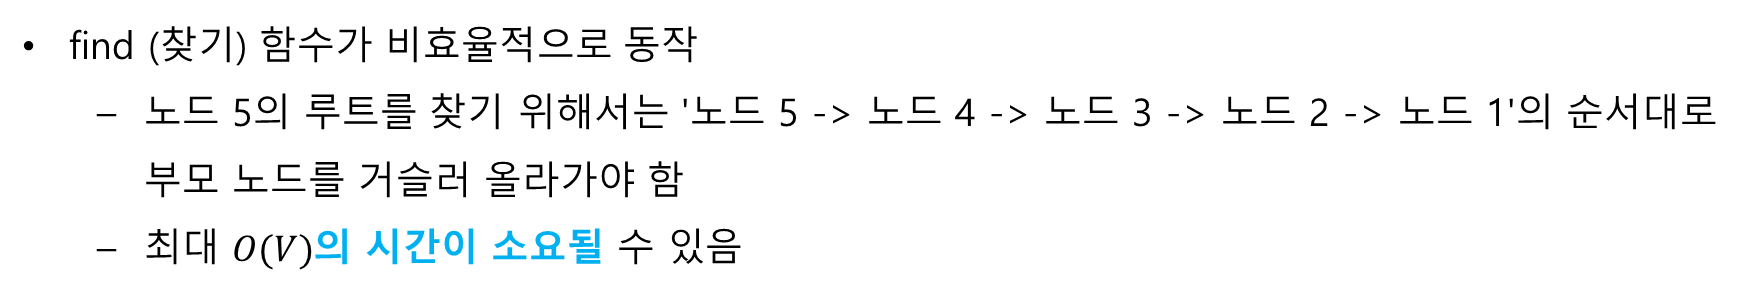 • find (찾기) 함수가 비효율적으로 동작
– 노드 5의 루트를 찾기 위해서는 '노드 5 -> 노드 4 -> 노드 3 -> 노드 2 -> 노드 1'의 순서대로
부모 노드를 거슬러 올라가야 함
– 최대 O(V)의 시간이 소요될 수 있음